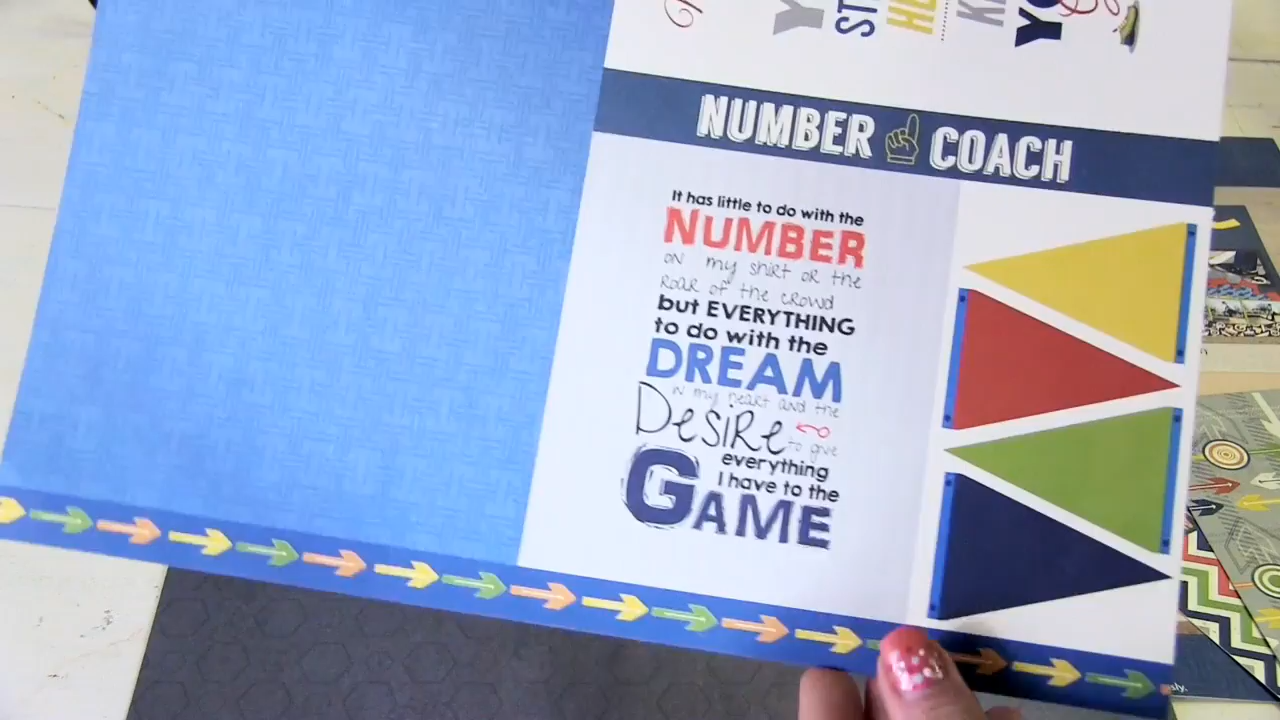 NUMBER COACH
It has little to do with the
NUMBER
on my shirt or the
roar of the crowd
but EVERYTHING
to do with the
DREAM
in my heart and the
Desire to give
everything
I have to the
GAME